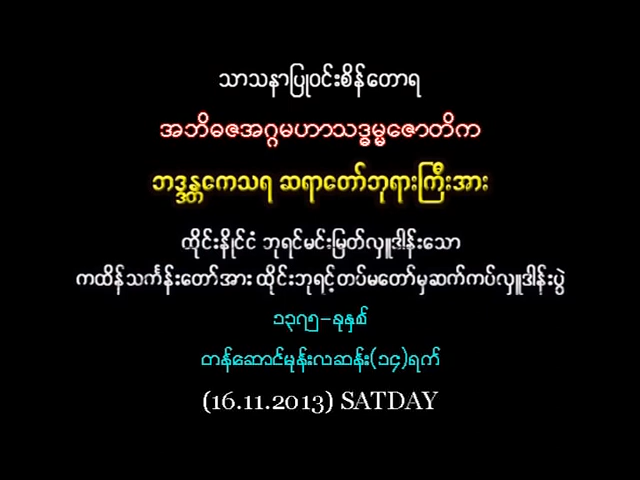 သာသနာပြုဝင်းစိန်တောရ
အဘိဓဇအဂ္ဂမဟာသဒ္ဓမ္မဇောတိက
ဘဒ္ဒန္တကေသရ ဆရာတော်ဘုရားကြီးအား
ထိုင်းနိုင်ငံ ဘုရင်မင်းမြတ်လှူဒါန်းသော
ကထိန်သင်္ကန်းတော်အား ထိုင်းဘုရင့်တပ်မတော်မှဆက်ကပ်လှူဒါန်းပွဲ
၁၃၇၅-ခုနှစ်
တန်ဆောင်မုန်းလဆန်း(၁၄)ရက်
(16.11.2013) SATDAY